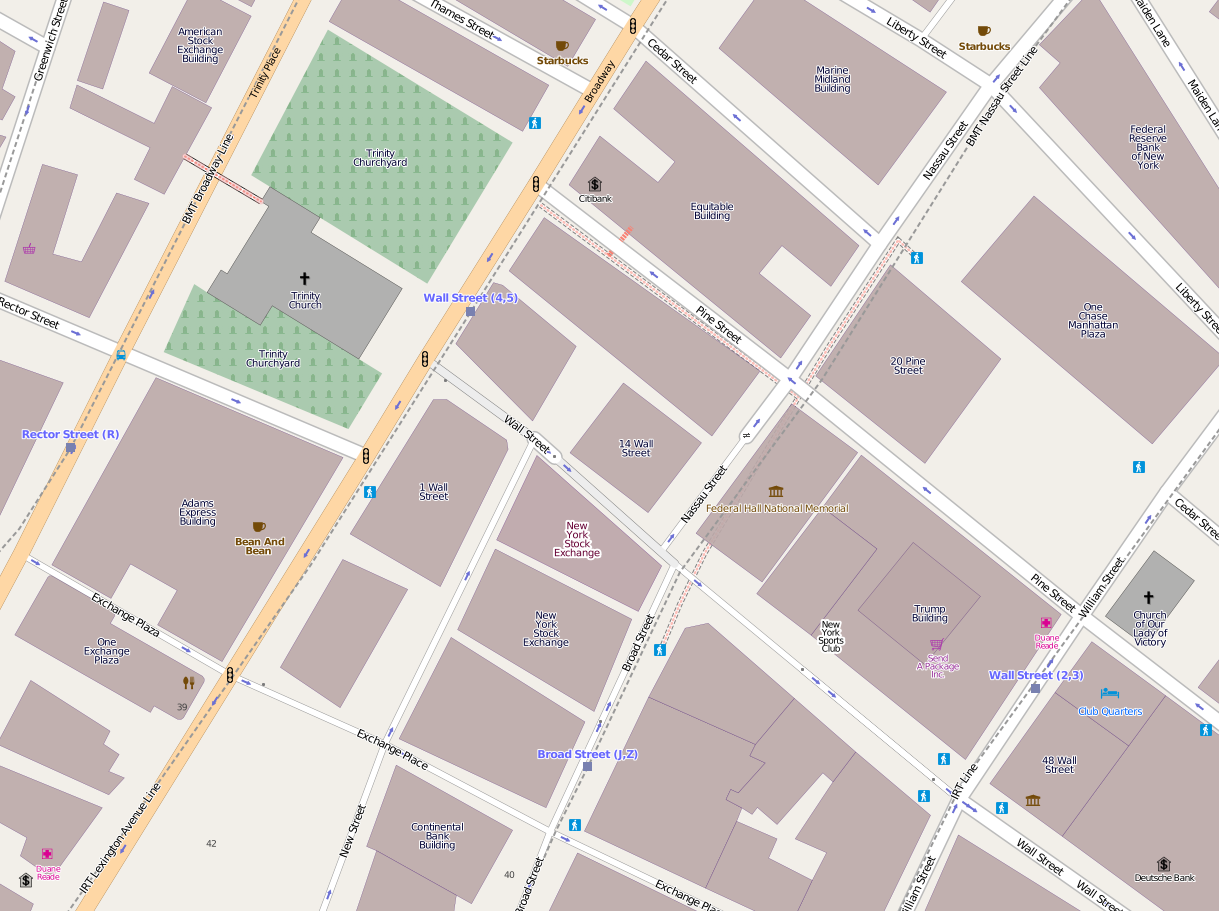 Greenwich Street
American
Stock
Exchange
Building
Trinity Place
Thames Street
Starbucks
Broadway
Cedar Street
Liberty Street
Starbucks
Marine
Midland
Building
BMT Nassau Street Line
Maiden Lane
Maiden Lan
Federal
Reserve
Bank
of New
York
Trinity
Churchyard
BMT Broadway Line
Nassau Street
Citibank
Equitable
Building
Trinity
Church
Wall Street (4,5)
Rector Street
Pine Street
One
Chase
Manhattan
Plaza
Liberty Stree
Trinity
Churchyard
20 Pine
Street
Rector Street (R)
Wall Street
14 Wall
Street
1 Wall
Street
Nassau Street
Federal Hall National Memorial
Adams
Express
Building
Bean And
Bean
New
York
Stock
Exchange
Cedar Stree
William Street
Pine Street
Exchange Plaza
One
Exchange
Plaza
New
York
Stock
Exchange
Broad Street
New
York
Sports
Club
Trump
Building
Send
A Package
Inc.
Duane
Reade
Church
of Our
Lady of
Victory
Wall Street (2,3)
Club Quarters
39
Exchange Place
Broad Street (J,Z)
48 Wall
Street
IRT Line
IRT-Lexington-Avenue-Line
New Street
42
Continental
Bank
Building
40
Broad-Street
Exchange Place
Duane
Reade
William Street
Wall Street
Wall Stree
Deutsche Bank